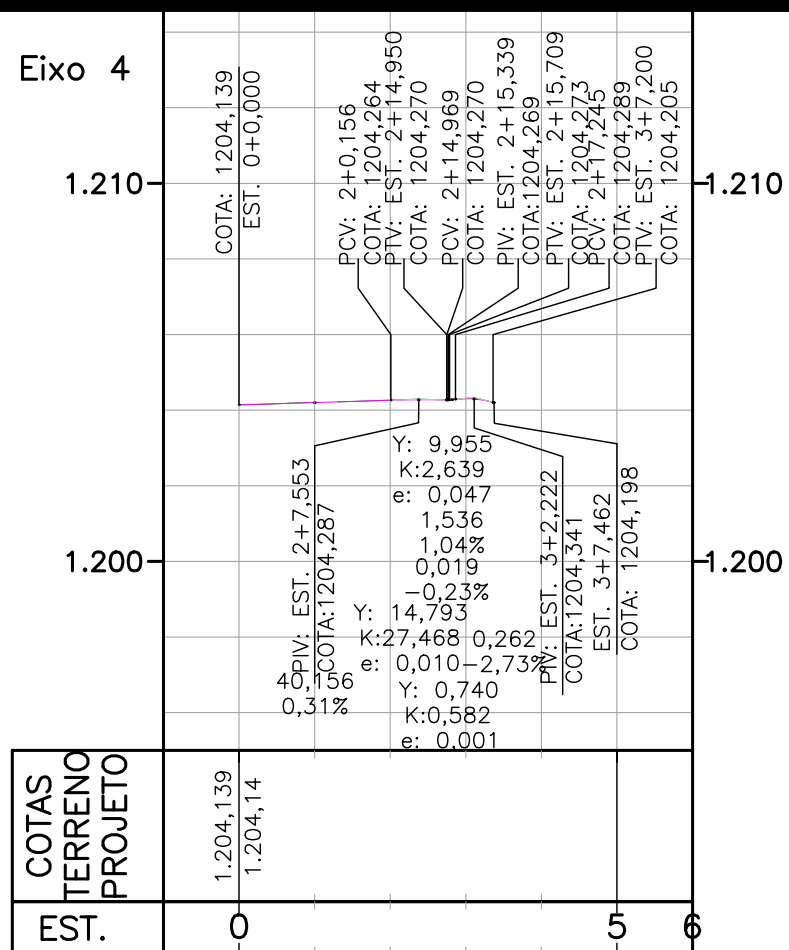 Eixo 4
COTA: 1204,139
EST. 0+0,000
PCV: 2+0,156
COTA: 1204,264
PTV: EST. 2+14,950
COTA: 1204,270
PCV: 2+14,969
COTA: 1204,270
PIV: EST. 2+15,339
COTA:1204,269
PTV: EST. 2+15,709
COTA: 1204,273
PCV: 2+17,245
COTA: 1204,289
PTV: EST. 3+7,200
COTA: 1204,205
1.210
1.210
1.200
1.200
PIV: EST. 2+7,553
COTA:1204,287
Y: 9,955
K:2,639
e: 0,047
1,536
1,04%
0,019
-0,23%
Y: 14,793
K:27,468
0,262
e: 0,010
-2,73%
40,156
0,31%
Y: 0,740
K:0,582
e: 0,001
PIV: EST. 3+2,222
COTA:1204,341
EST. 3+7,462
COTA: 1204,198
COTAS
TERRENO
PROJETO
1.204,139
1.204,14
EST.
0
5
6